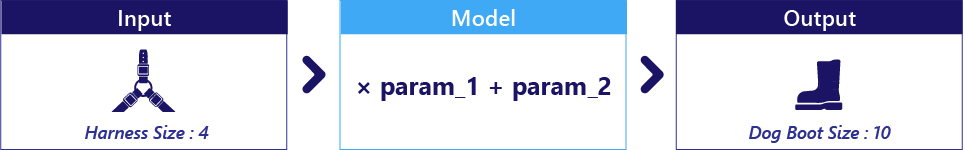 Input
Model
Output
× param_1 + param_2
Harness Size : 4
Dog Boot Size : 10